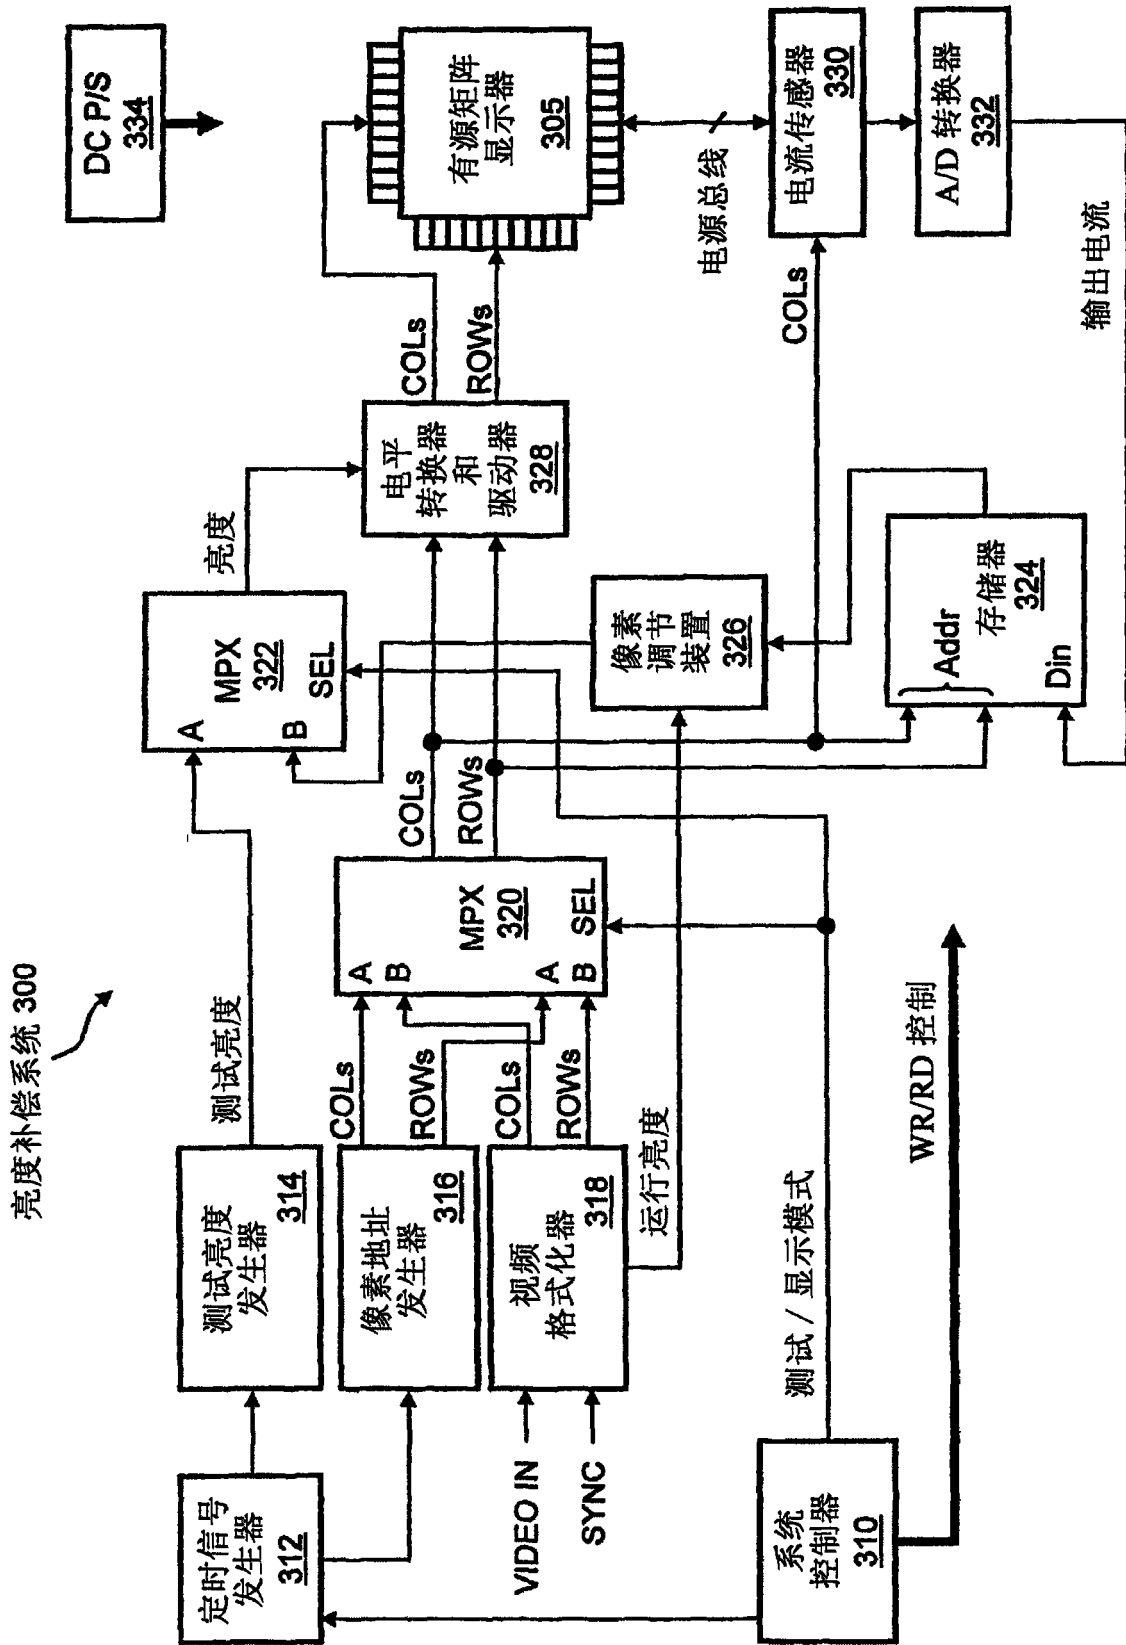 亮度补偿系统 300
定时信号
发生器
312
测试亮度
发生器
314
测试亮度
像素地址
发生器
316
COLs
ROWs
VIDEO IN
SYNC
视频
格式化器
318
COLs
ROWs
运行亮度
系统
控制器
310
测试 / 显示模式
WR/RD 控制
A
B
A
B
MPX
320
SEL
COLs
ROWs
A
B
MPX
322
SEL
亮度
像素
调节
装置
326
Addr
存储器
324
Din
电平
转换器
和
驱动器
328
COLs
ROWs
DC P/S
334
有源矩阵
显示器
305
电源总线
COLs
电流传感器
330
A/D 转换器
332
输出电流